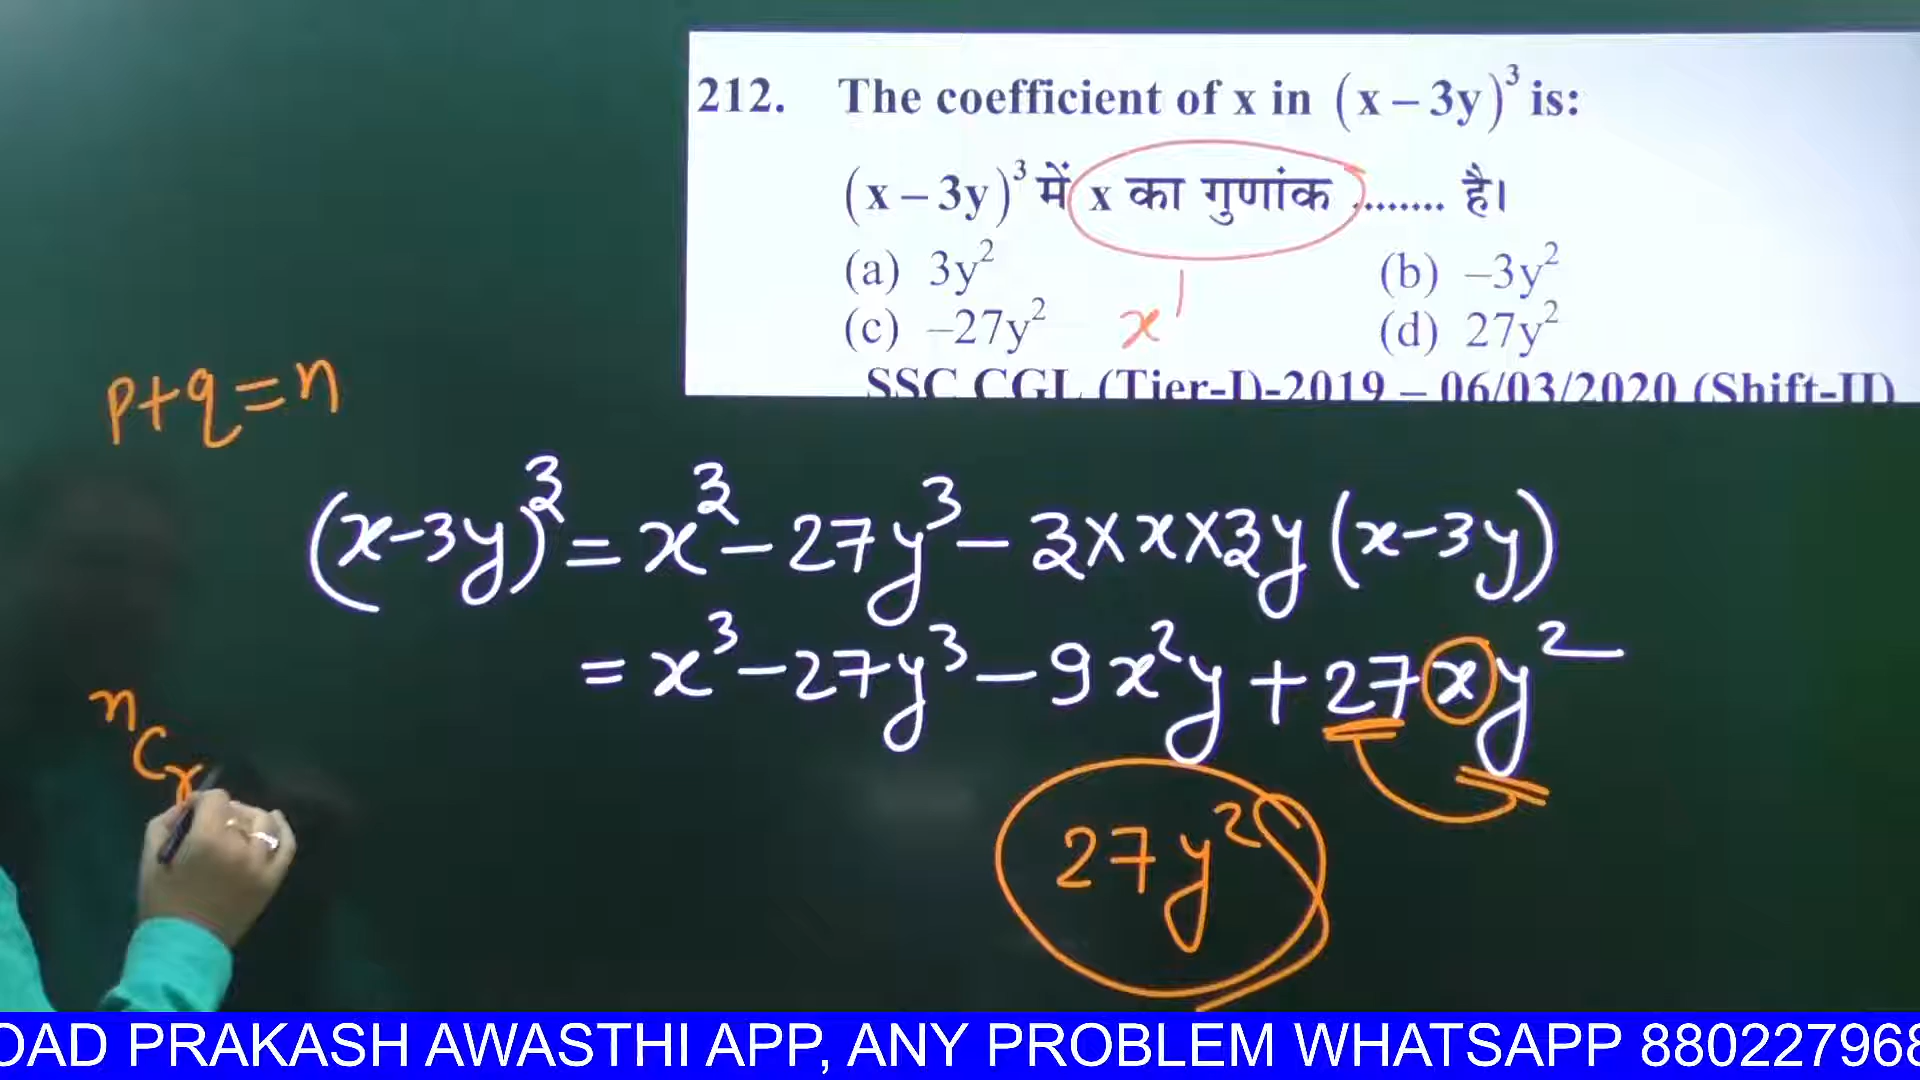 212. The coefficient of x in (x – 3y)³ is:
(x – 3y)³ में x का गुणांक ........ है।
(a) 3y² (b) –3y²
(c) –27y² (d) 27y²
x¹
SSC CGL (Tier-I)-2019 – 06/03/2020 (Shift-II)
p+q=n
(x-3y)³ = x³ - 27y³ - 3×x×3y(x-3y)
= x³ - 27y³ - 9x²y + 27xy²
ⁿCᵣ
27y²
OAD PRAKASH AWASTHI APP, ANY PROBLEM WHATSAPP 880227968